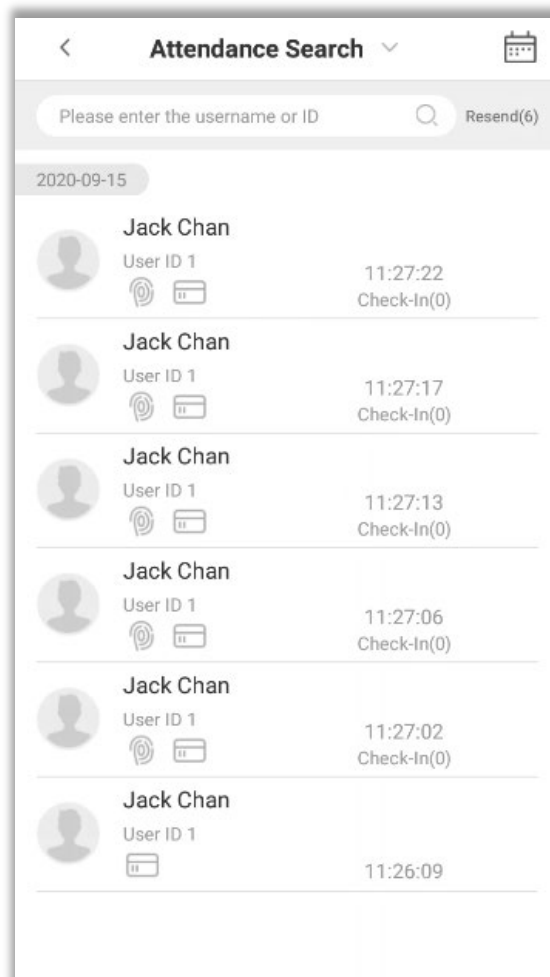 Attendance Search
Please enter the username or ID
Resend(6)
2020-09-15
Jack Chan
User ID 1
11:27:22
Check-In(0)
Jack Chan
User ID 1
11:27:17
Check-In(0)
Jack Chan
User ID 1
11:27:13
Check-In(0)
Jack Chan
User ID 1
11:27:06
Check-In(0)
Jack Chan
User ID 1
11:27:02
Check-In(0)
Jack Chan
User ID 1
11:26:09